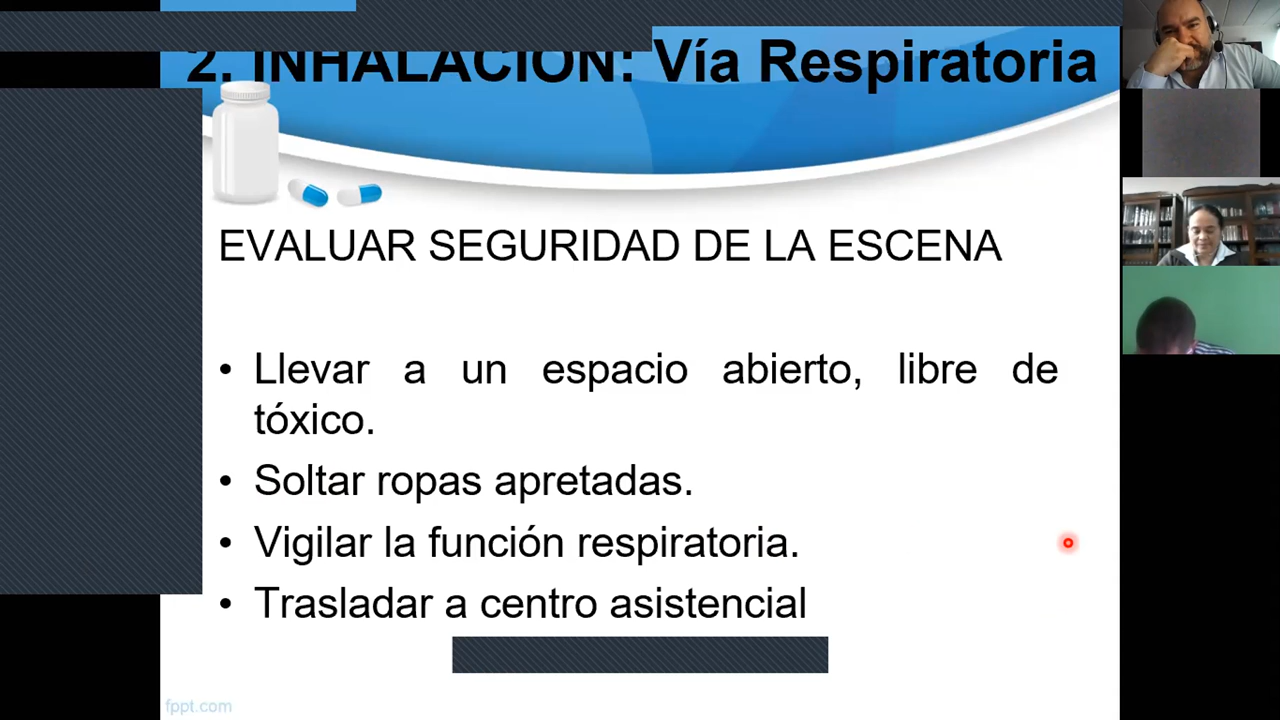 2. INHALACIÓN: Vía Respiratoria
EVALUAR SEGURIDAD DE LA ESCENA
• Llevar a un espacio abierto, libre de
tóxico.
• Soltar ropas apretadas.
• Vigilar la función respiratoria.
• Trasladar a centro asistencial
fppt.com